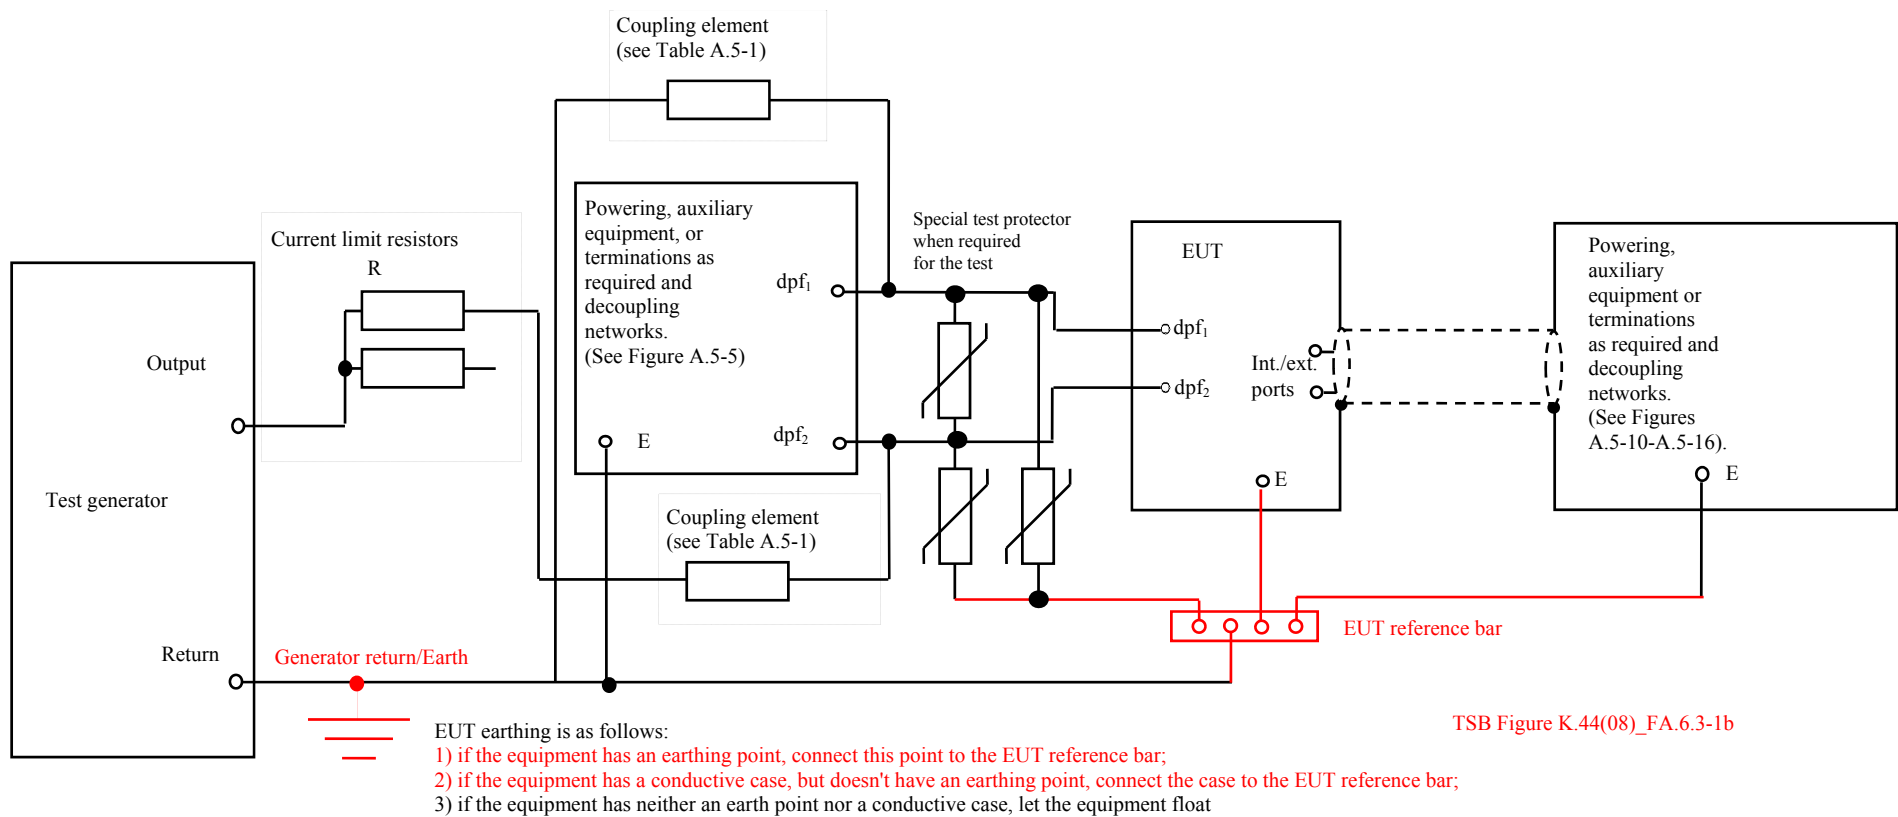 Coupling element
(see Table A.5-1)
Powering, auxiliary
equipment, or
terminations as
required and
decoupling
networks.
(See Figure A.5-5)
dpf1
dpf2
E
Special test protector
when required
for the test
EUT
dpf1
dpf2
Int./ext.
ports
E
Powering,
auxiliary
equipment or
terminations
as required and
decoupling
networks.
(See Figures
A.5-10-A.5-16).
E
Current limit resistors
R
Output
Test generator
Return
Coupling element
(see Table A.5-1)
EUT reference bar
Generator return/Earth
TSB Figure K.44(08)_FA.6.3-1b
EUT earthing is as follows:
1) if the equipment has an earthing point, connect this point to the EUT reference bar;
2) if the equipment has a conductive case, but doesn't have an earthing point, connect the case to the EUT reference bar;
3) if the equipment has neither an earth point nor a conductive case, let the equipment float